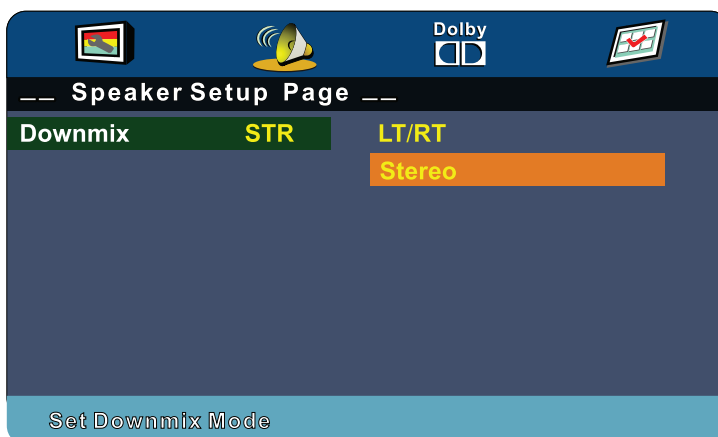 Dolby
__ Speaker Setup Page __
Downmix STR LT/RT
Stereo
Set Downmix Mode